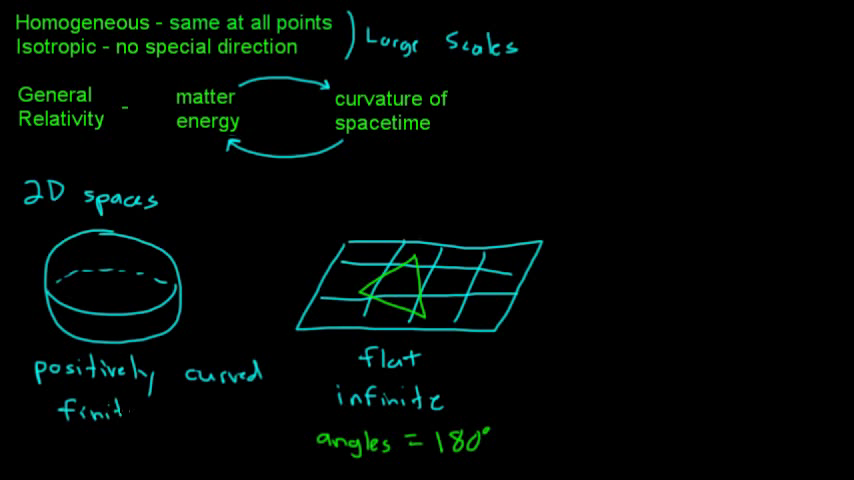 Homogeneous - same at all points
Isotropic - no special direction
Large Scales
General Relativity -
matter energy
curvature of spacetime
2D spaces
positively curved
finit
flat
infinite
angles = 180°